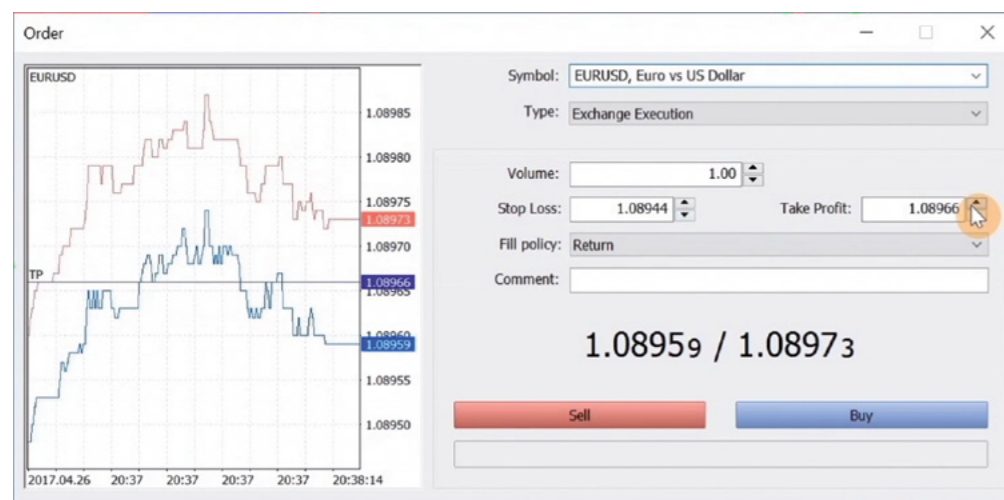 Order
EURUSD
1.08985
1.08980
1.08975
1.08973
1.08970
TP
1.08966
1.08965
1.08960
1.08959
1.08955
1.08950
2017.04.26 20:37 20:37 20:37 20:37 20:38:14
Symbol: EURUSD, Euro vs US Dollar
Type: Exchange Execution
Volume: 1.00
Stop Loss: 1.08944 Take Profit: 1.08966
Fill policy: Return
Comment:
1.08959 / 1.08973
Sell Buy